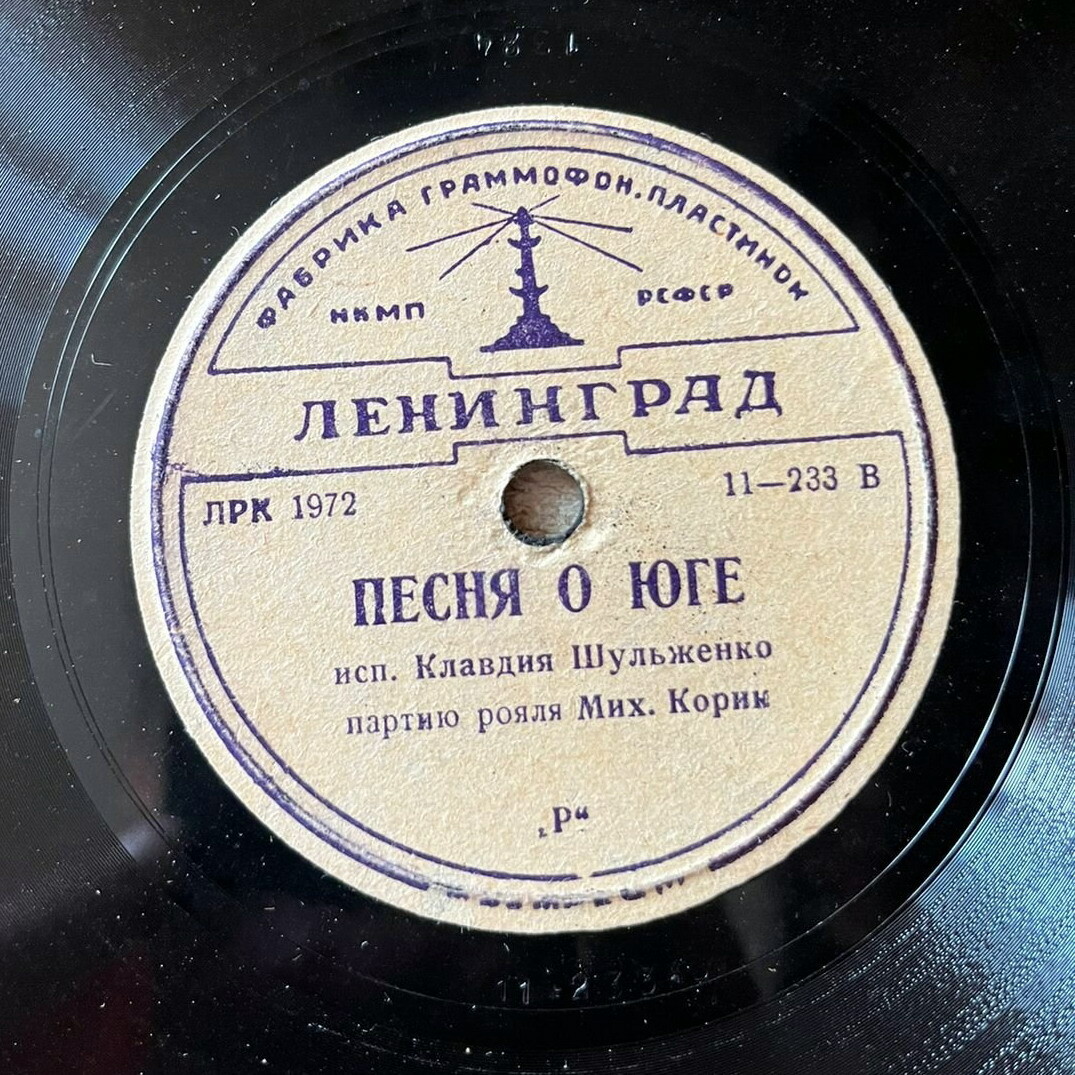 1324
ФАБРИКА ГРАММОФОН. ПЛАСТИНОК
НКМП РСФСР
ЛЕНИНГРАД
ЛРК 1972 11—233 В
ПЕСНЯ О ЮГЕ
исп. Клавдия Шульженко
партию рояля Мих. Корик
„Р“